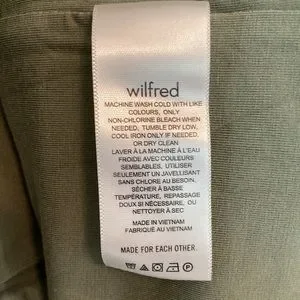 wilfred
MACHINE WASH COLD WITH LIKE
COLOURS, ONLY
NON-CHLORINE BLEACH WHEN
NEEDED. TUMBLE DRY LOW.
COOL IRON ONLY IF NEEDED.
OR DRY CLEAN
LAVER À LA MACHINE À L'EAU
FROIDE AVEC COULEURS
SEMBLABLES, UTILISER
SEULEMENT UN JAVELLISANT
SANS CHLORE AU BESOIN.
SÉCHER À BASSE
TEMPÉRATURE, REPASSAGE
DOUX SI NÉCESSAIRE, OU
NETTOYER À SEC
MADE IN VIETNAM
FABRIQUÉ AU VIETNAM
MADE FOR EACH OTHER.